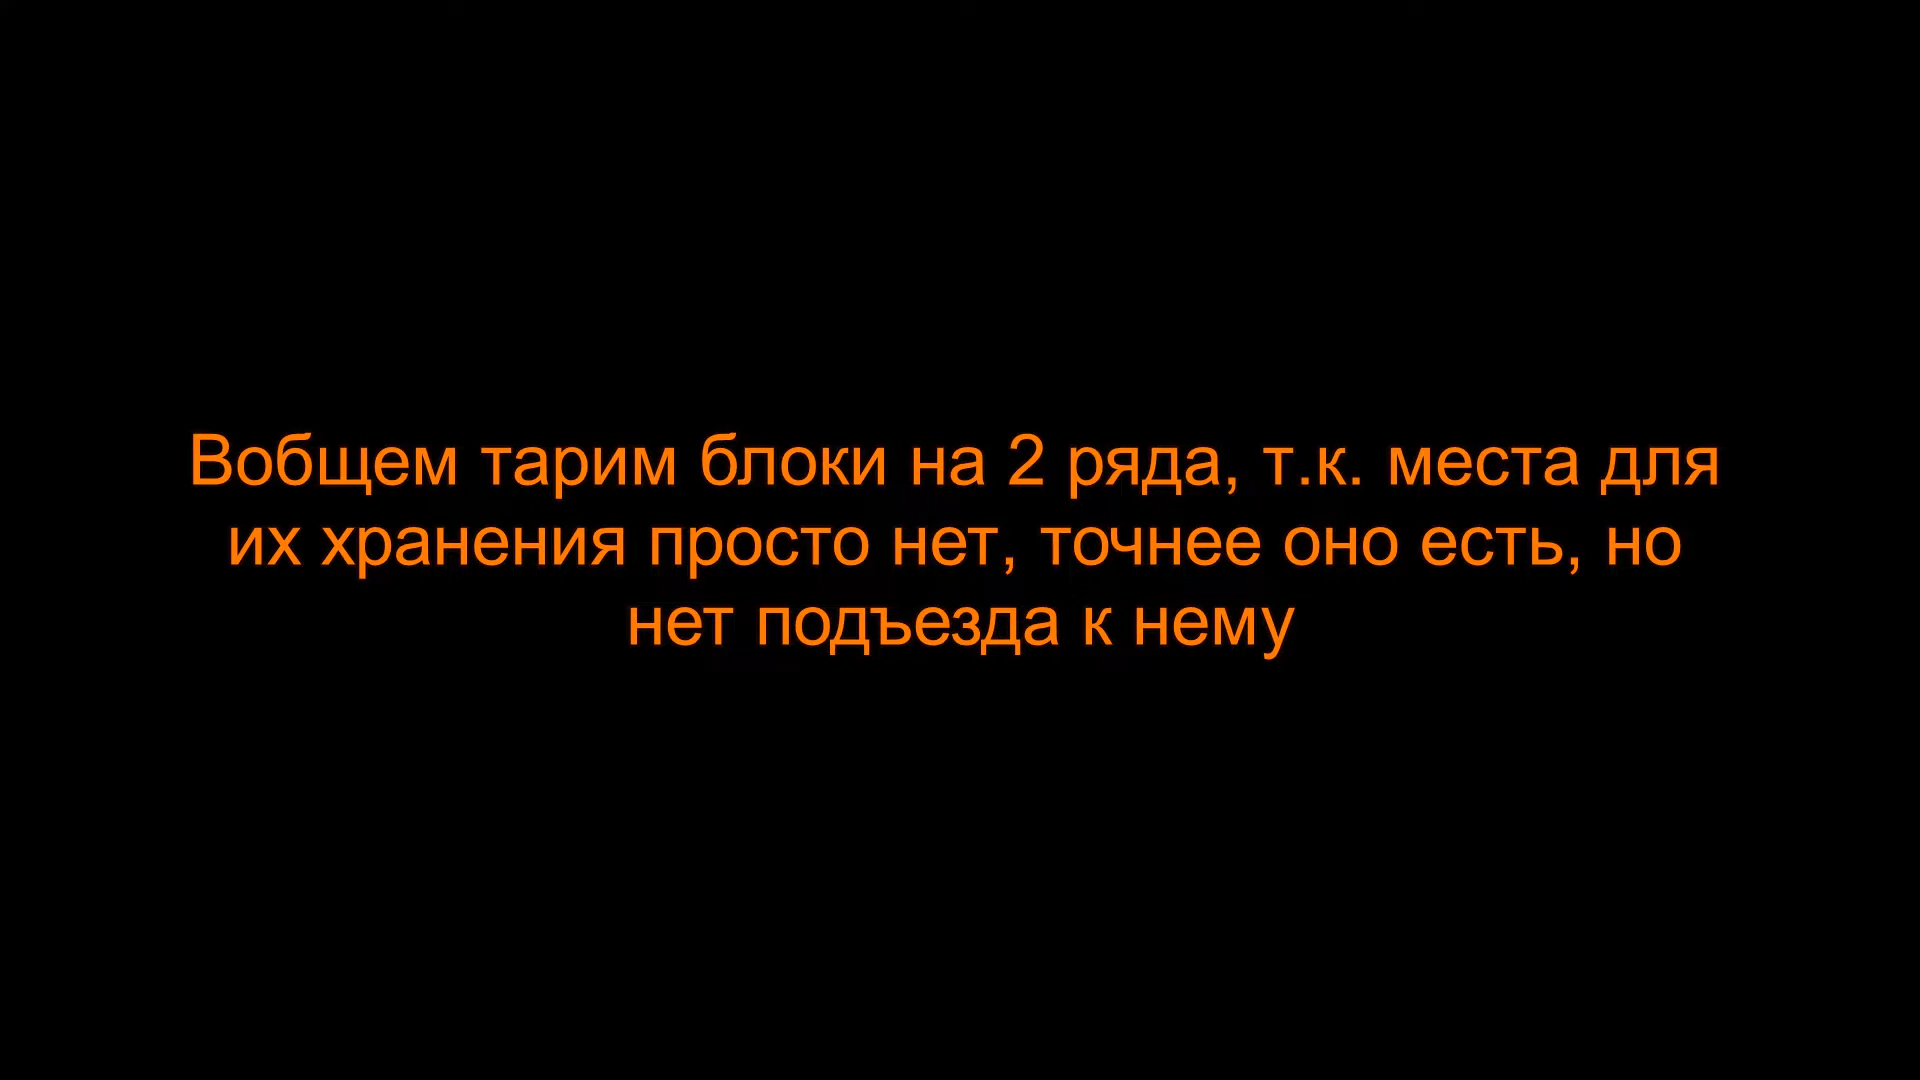 Вобщем тарим блоки на 2 ряда, т.к. места для
их хранения просто нет, точнее оно есть, но
нет подъезда к нему